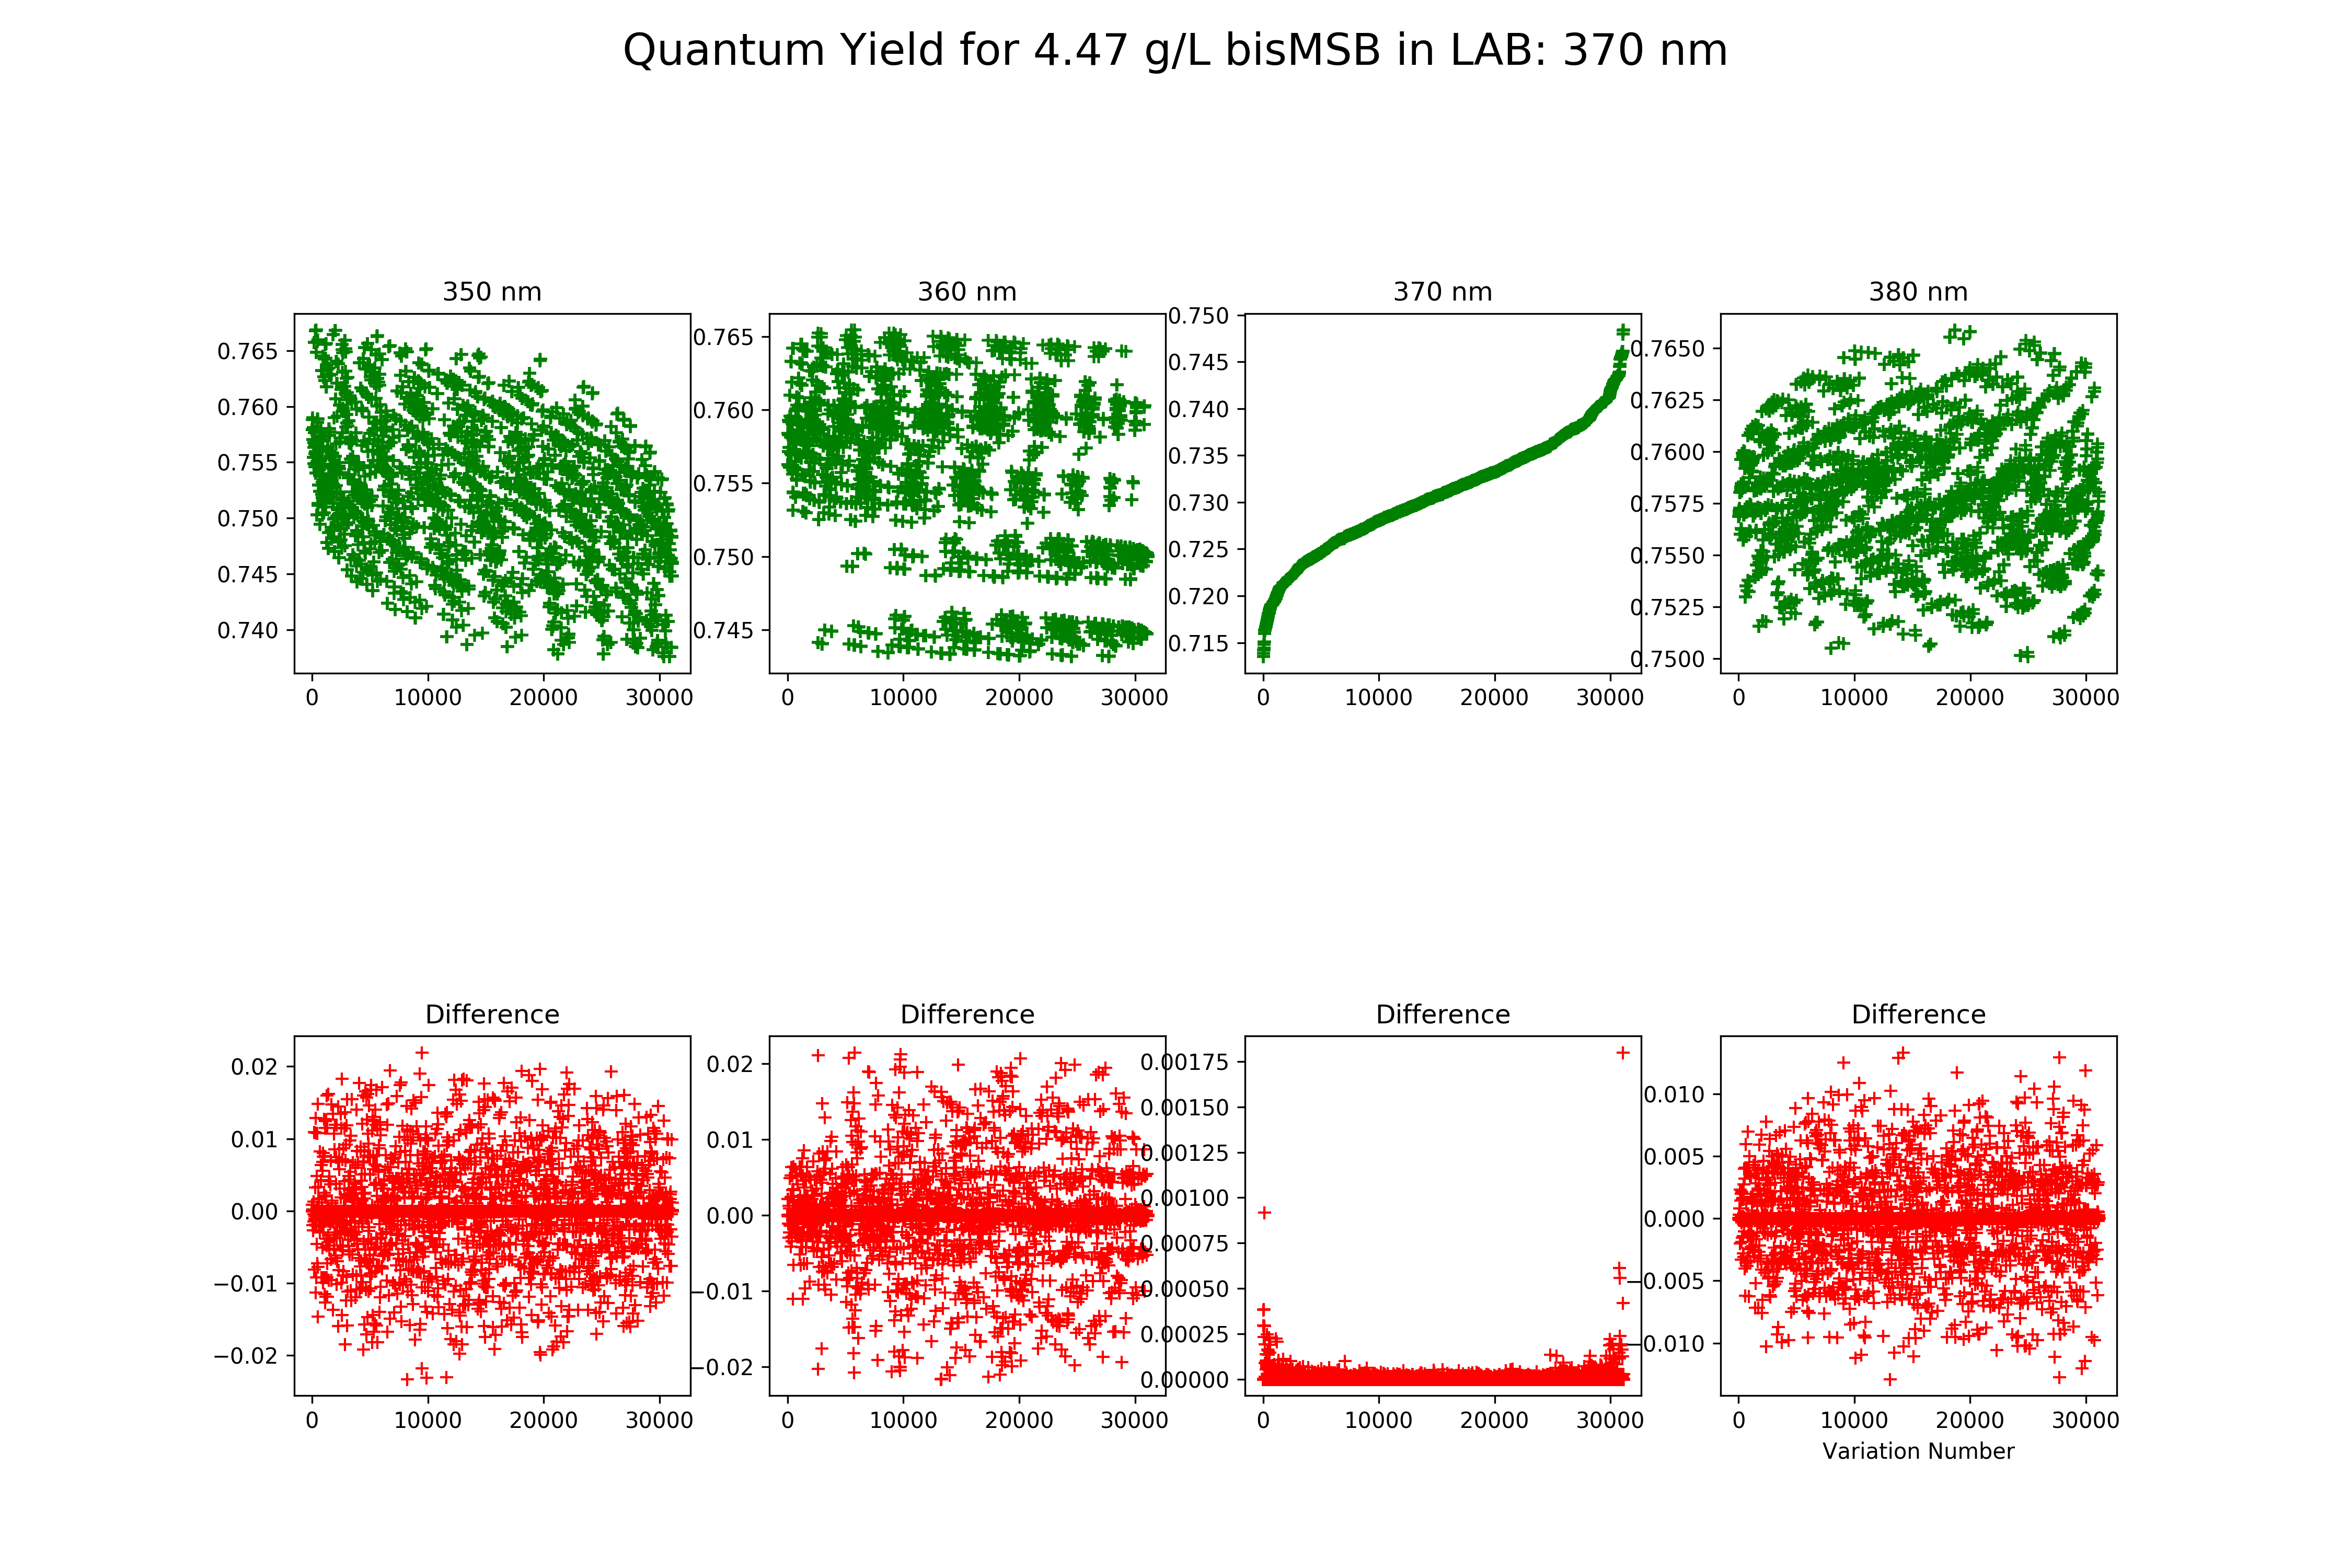 Quantum Yield for 4.47 g/L bisMSB in LAB: 370 nm
350 nm
0.765
0.760
0.755
0.750
0.745
0.740
0 10000 20000 30000
360 nm
0.765
0.760
0.755
0.750
0.745
0 10000 20000 30000
370 nm
0.750
0.745
0.740
0.735
0.730
0.725
0.720
0.715
0 10000 20000 30000
380 nm
0.7650
0.7625
0.7600
0.7575
0.7550
0.7525
0.7500
0 10000 20000 30000
Difference
0.02
0.01
0.00
−0.01
−0.02
0 10000 20000 30000
Difference
0.02
0.01
0.00
−0.01
−0.02
0 10000 20000 30000
Difference
0.00175
0.00150
0.00125
0.00100
0.00075
0.00050
0.00025
0.00000
0 10000 20000 30000
Difference
0.010
0.005
0.000
−0.005
−0.010
0 10000 20000 30000
Variation Number